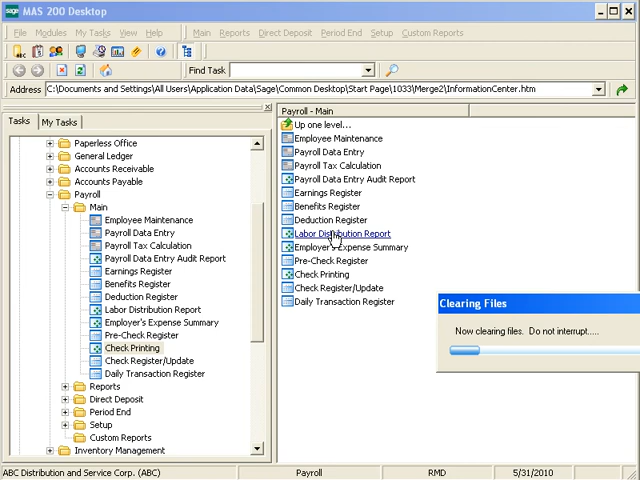 sage MAS 200 Desktop
File Modules My Tasks View Help Main Reports Direct Deposit Period End Setup Custom Reports
Find Task
Address C:\Documents and Settings\All Users\Application Data\Sage\Common Desktop\Start Page\1033\Merge2\InformationCenter.htm
Tasks My Tasks
Paperless Office
General Ledger
Accounts Receivable
Accounts Payable
Payroll
Main
Employee Maintenance
Payroll Data Entry
Payroll Tax Calculation
Payroll Data Entry Audit Report
Earnings Register
Benefits Register
Deduction Register
Labor Distribution Report
Employer's Expense Summary
Pre-Check Register
Check Printing
Check Register/Update
Daily Transaction Register
Reports
Direct Deposit
Period End
Setup
Custom Reports
Inventory Management
Payroll - Main
Up one level...
Employee Maintenance
Payroll Data Entry
Payroll Tax Calculation
Payroll Data Entry Audit Report
Earnings Register
Benefits Register
Deduction Register
Labor Distribution Report
Employer's Expense Summary
Pre-Check Register
Check Printing
Check Register/Update
Daily Transaction Register
Clearing Files
Now clearing files. Do not interrupt.....
ABC Distribution and Service Corp. (ABC) Payroll RMD 5/31/2010